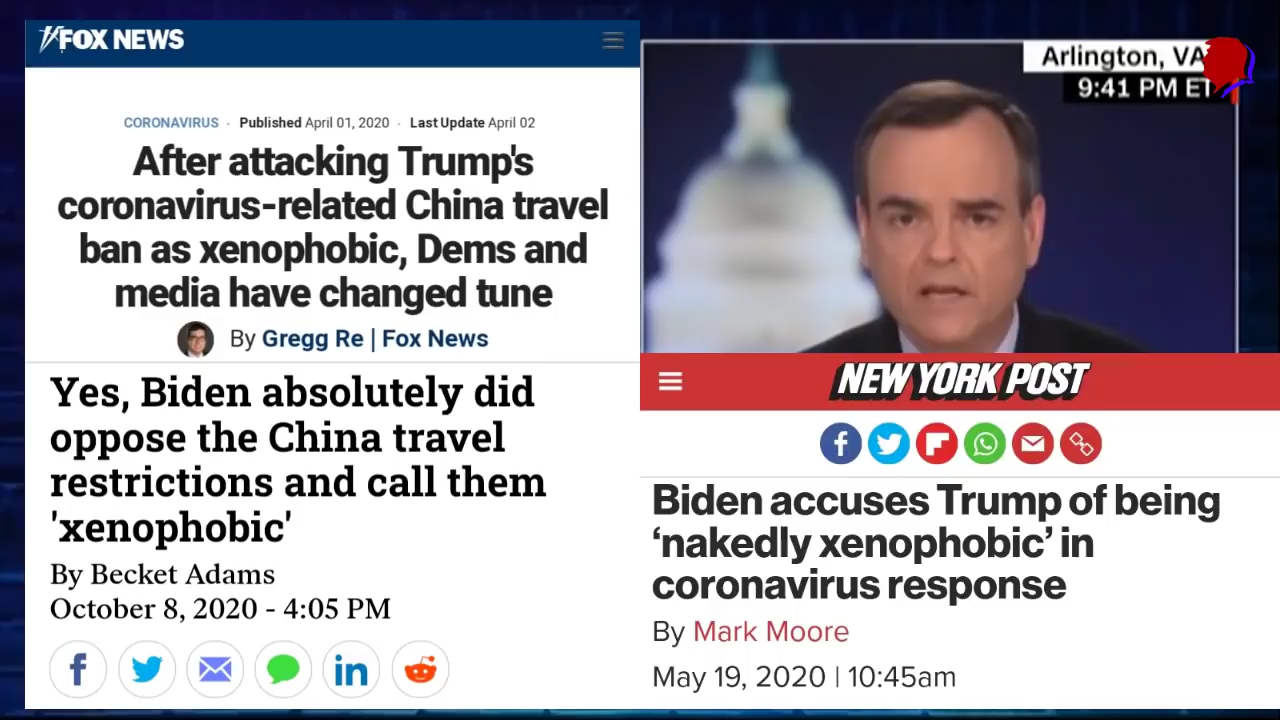 FOX NEWS
CORONAVIRUS - Published April 01, 2020 - Last Update April 02
After attacking Trump's
coronavirus-related China travel
ban as xenophobic, Dems and
media have changed tune
By Gregg Re | Fox News
Yes, Biden absolutely did
oppose the China travel
restrictions and call them
'xenophobic'
By Becket Adams
October 8, 2020 - 4:05 PM
Arlington, VA
9:41 PM ET
NEW YORK POST
Biden accuses Trump of being
‘nakedly xenophobic’ in
coronavirus response
By Mark Moore
May 19, 2020 | 10:45am